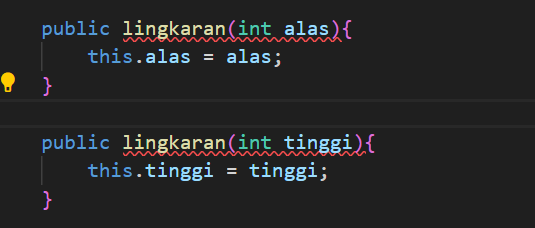 public lingkaran(int alas){
this.alas = alas;
}
public lingkaran(int tinggi){
this.tinggi = tinggi;
}